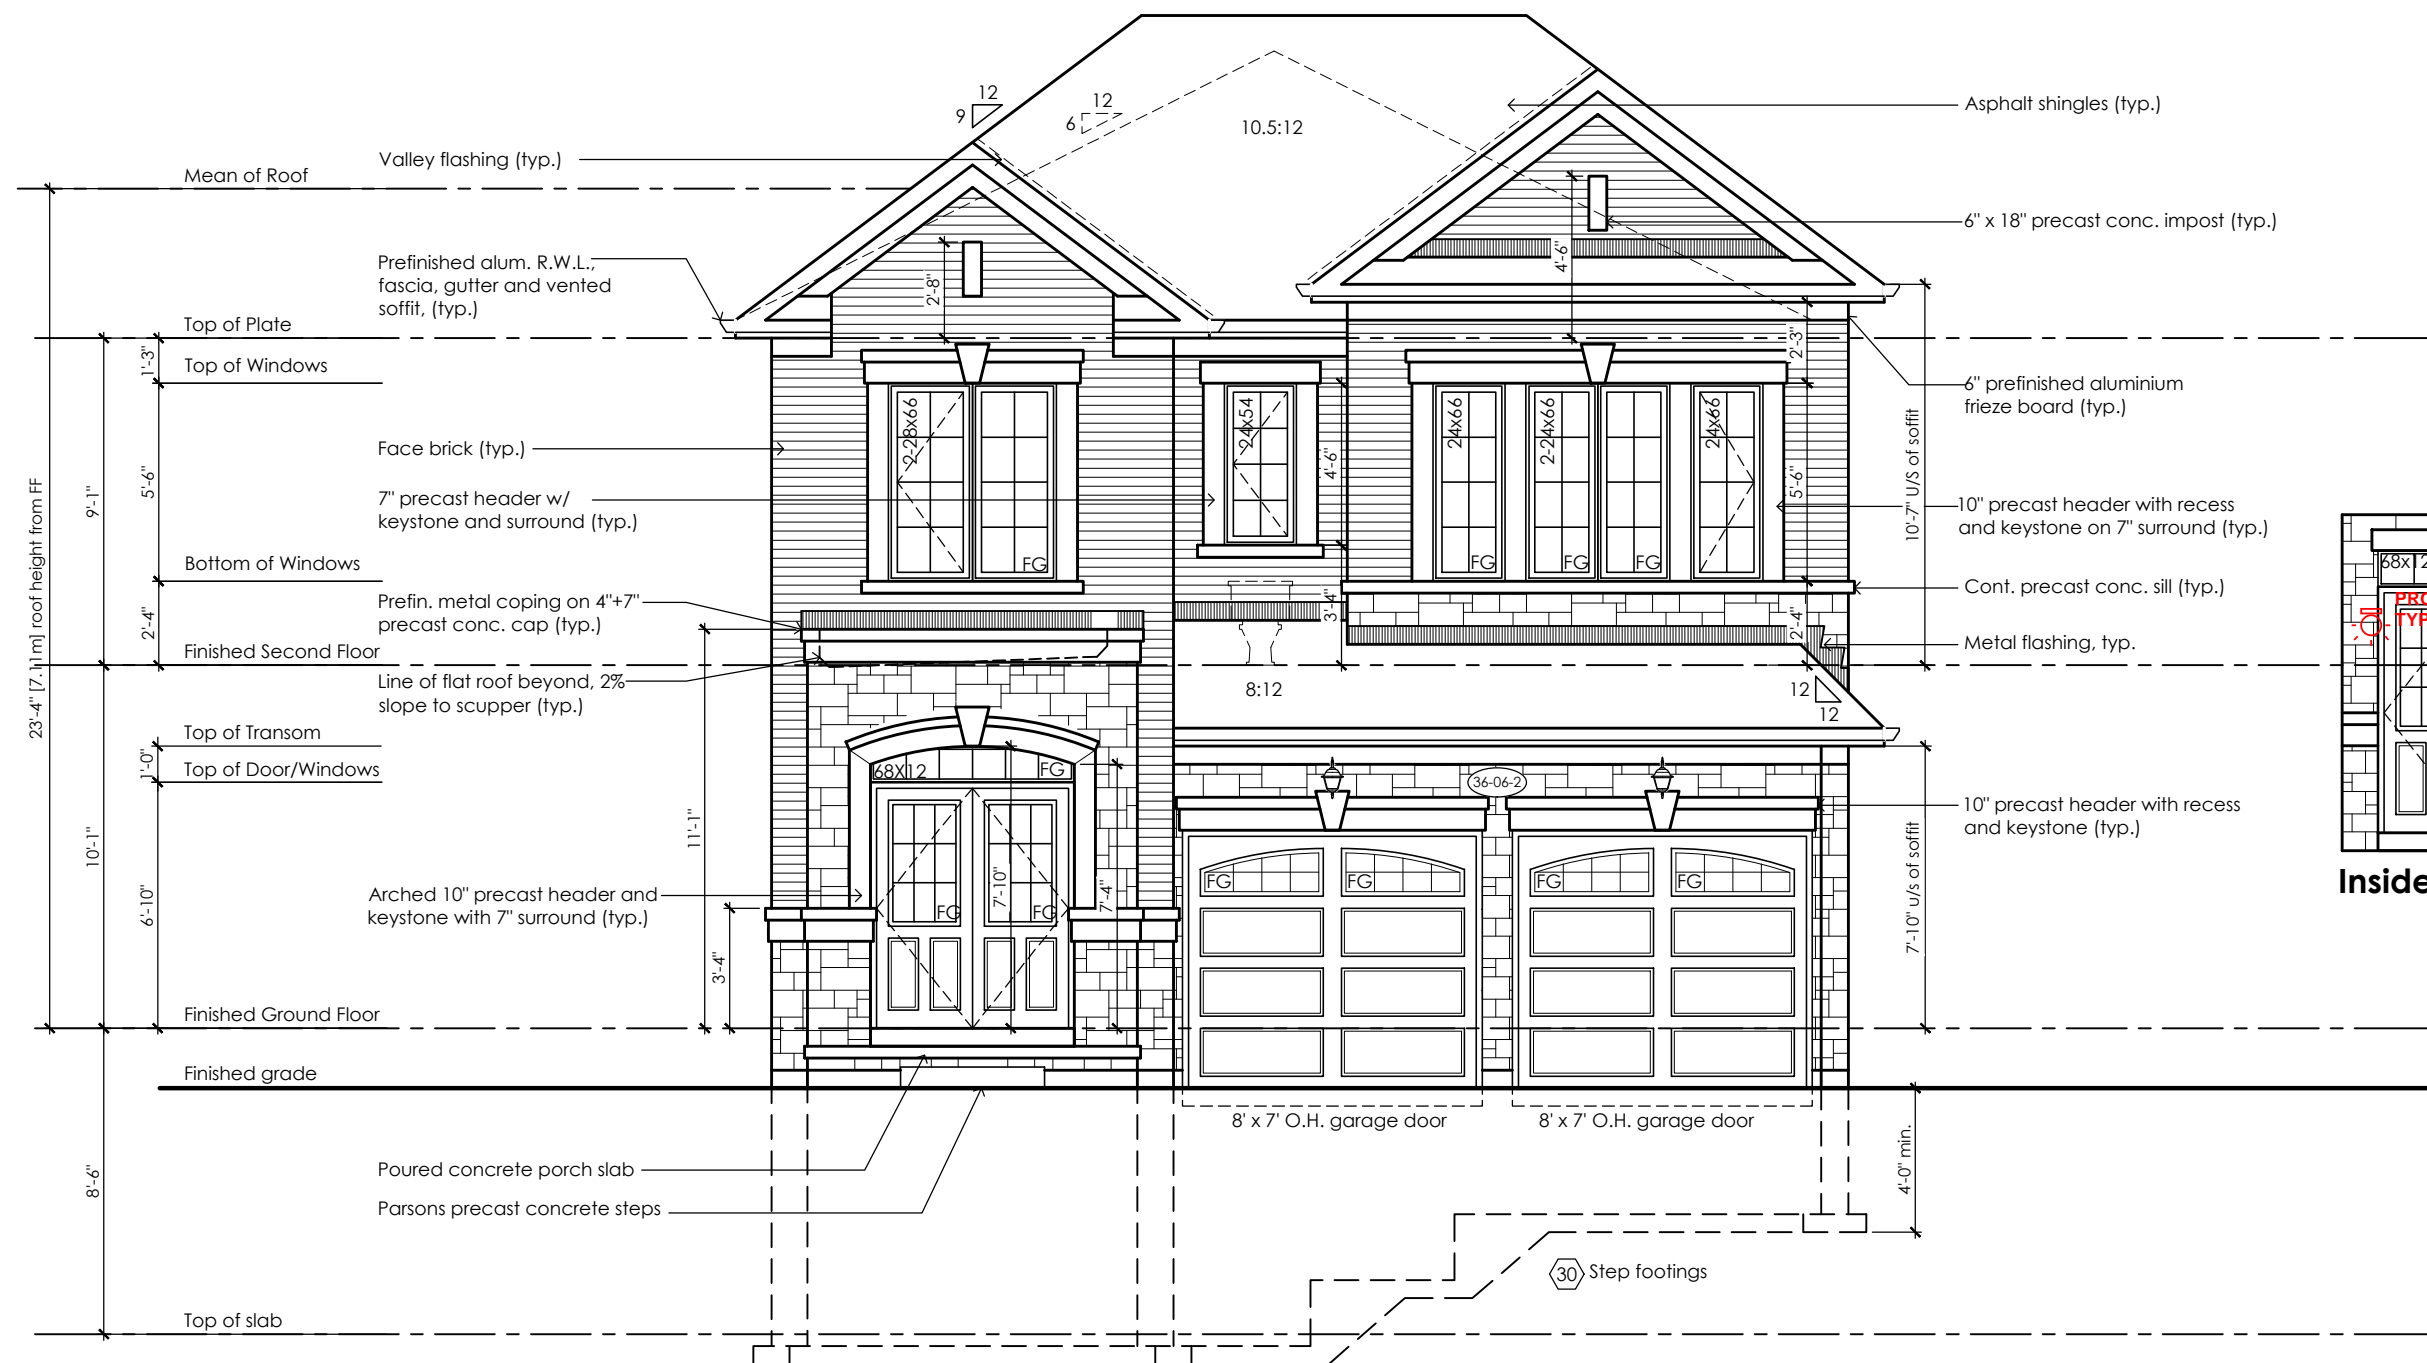 12
9
12
6
10.5:12
Asphalt shingles (typ.)
Valley flashing (typ.)
Mean of Roof
6" x 18" precast conc. impost (typ.)
4'-6"
Prefinished alum. R.W.L.,
fascia, gutter and vented
soffit, (typ.)
2'-8"
Top of Plate
1'-3"
Top of Windows
2'-3"
6" prefinished aluminium
frieze board (typ.)
2-28x66
24x54
24x66
2-24x66
24x66
Face brick (typ.)
23'-4" [7.11m] roof height from FF
9'-1"
5'-6"
4'-6"
5'-6"
10'-7" U/S of soffit
7" precast header w/
keystone and surround (typ.)
10" precast header with recess
and keystone on 7" surround (typ.)
FG
FG
FG
FG
Bottom of Windows
Cont. precast conc. sill (typ.)
68x12
PRO
TYP
Prefin. metal coping on 4"+7"
precast conc. cap (typ.)
2'-4"
3'-4"
2'-4"
Metal flashing, typ.
Finished Second Floor
Line of flat roof beyond, 2%
slope to scupper (typ.)
8:12
12
12
Top of Transom
1'-0"
Top of Door/Windows
68X12
FG
36-06-2
10" precast header with recess
and keystone (typ.)
11'-1"
10'-1"
6'-10"
7'-10"
7'-4"
7'-10" u/s of soffit
FG
FG
FG
FG
Inside
Arched 10" precast header and
keystone with 7" surround (typ.)
FG
FG
3'-4"
Finished Ground Floor
Finished grade
8' x 7' O.H. garage door
8' x 7' O.H. garage door
4'-0" min.
8'-6"
Poured concrete porch slab
Parsons precast concrete steps
30 Step footings
Top of slab